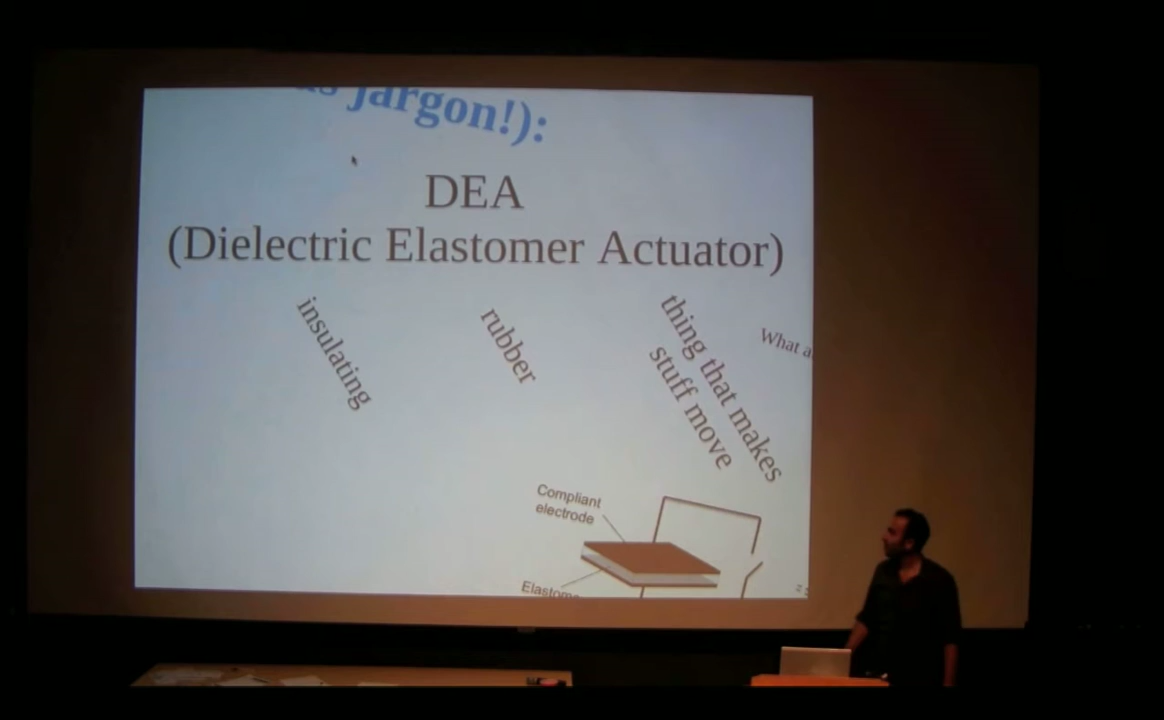 jargon!):
DEA
(Dielectric Elastomer Actuator)
insulating
rubber
thing that makes
stuff move
What
Compliant
electrode